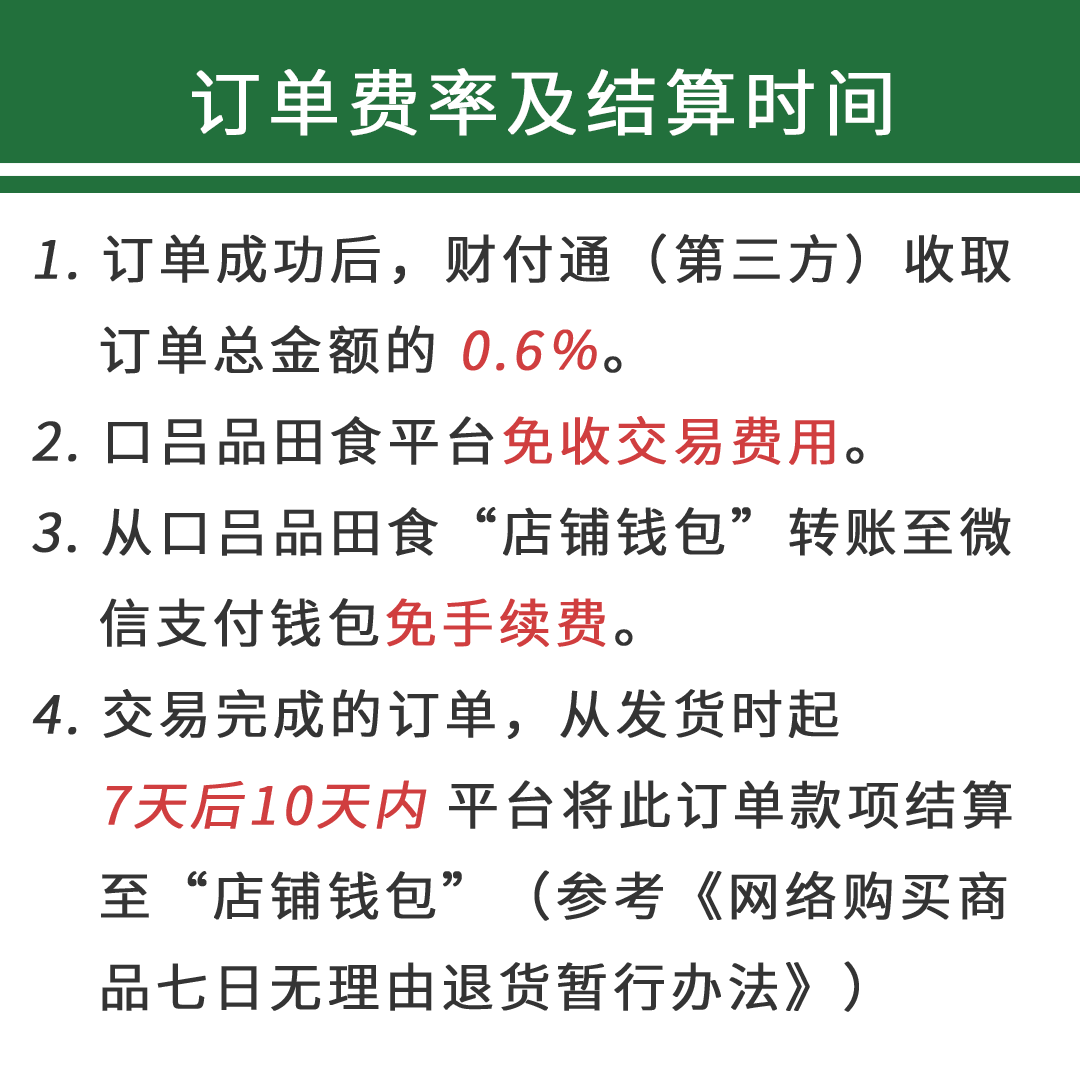 订单费率及结算时间
1. 订单成功后，财付通（第三方）收取
订单总金额的 0.6%。
2. 口吕品田食平台免收交易费用。
3. 从口吕品田食“店铺钱包”转账至微
信支付钱包免手续费。
4. 交易完成的订单，从发货时起
7天后10天内 平台将此订单款项结算
至“店铺钱包”（参考《网络购买商
品七日无理由退货暂行办法》）